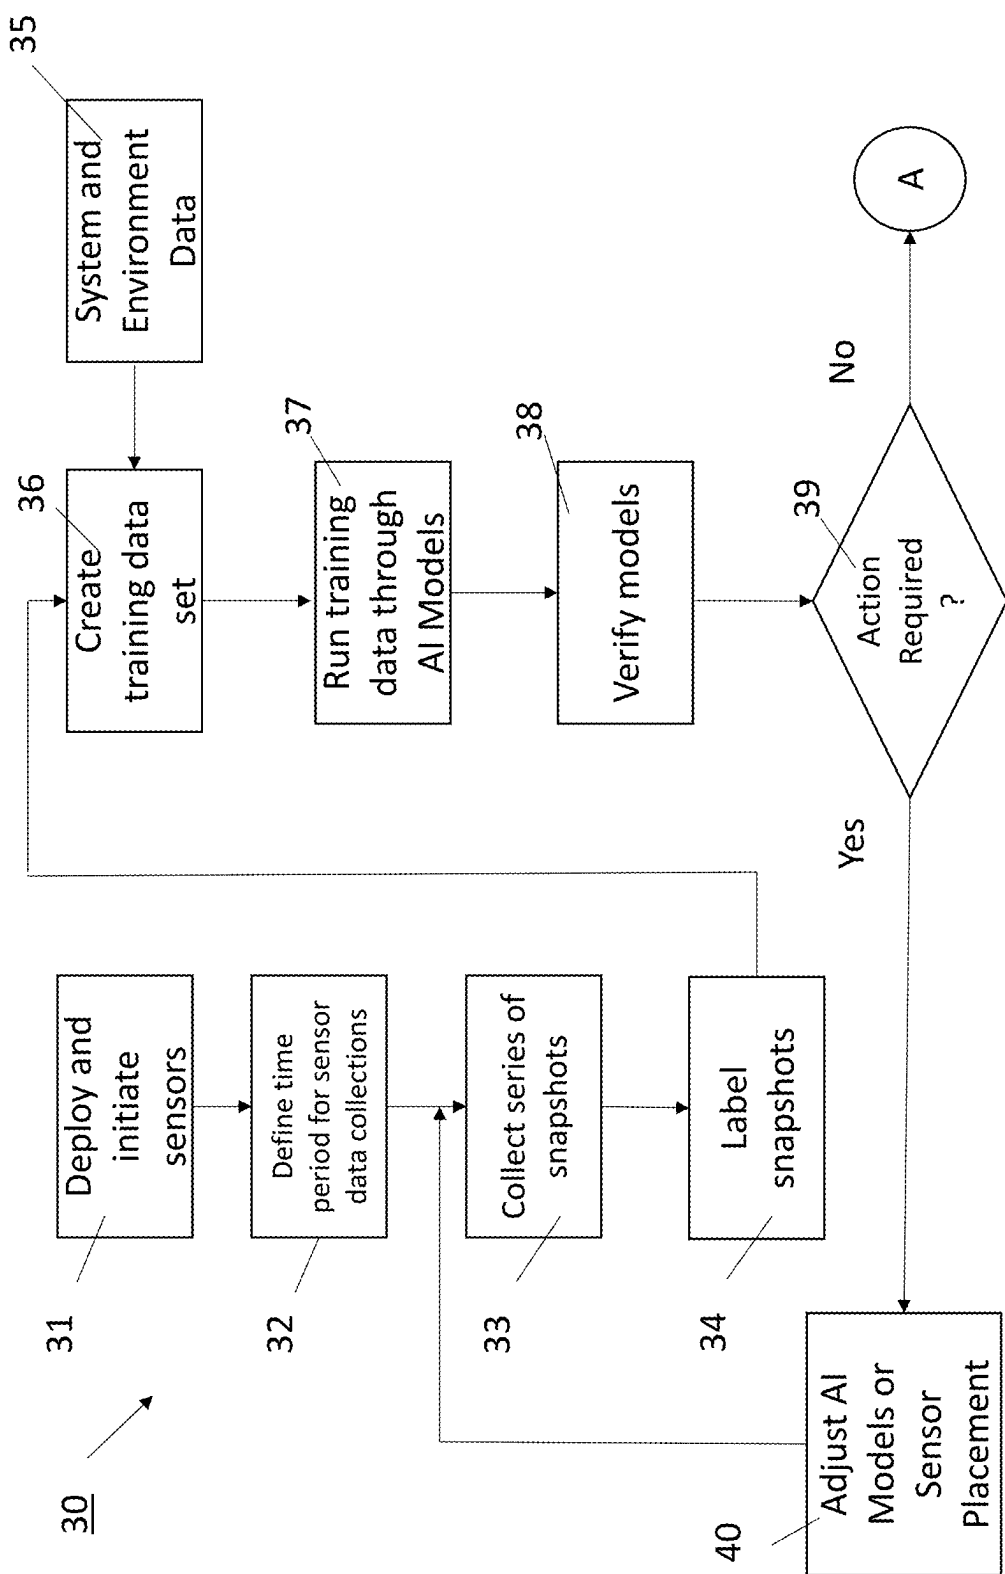 30
31
Deploy and
initiate
sensors
32
Define time
period for sensor
data collections
33
Collect series of
snapshots
34
Label
snapshots
35
System and
Environment
Data
36
Create
training data
set
37
Run training
data through
AI Models
38
Verify models
39
Action
Required
?
Yes
No
A
40
Adjust AI
Models or
Sensor
Placement